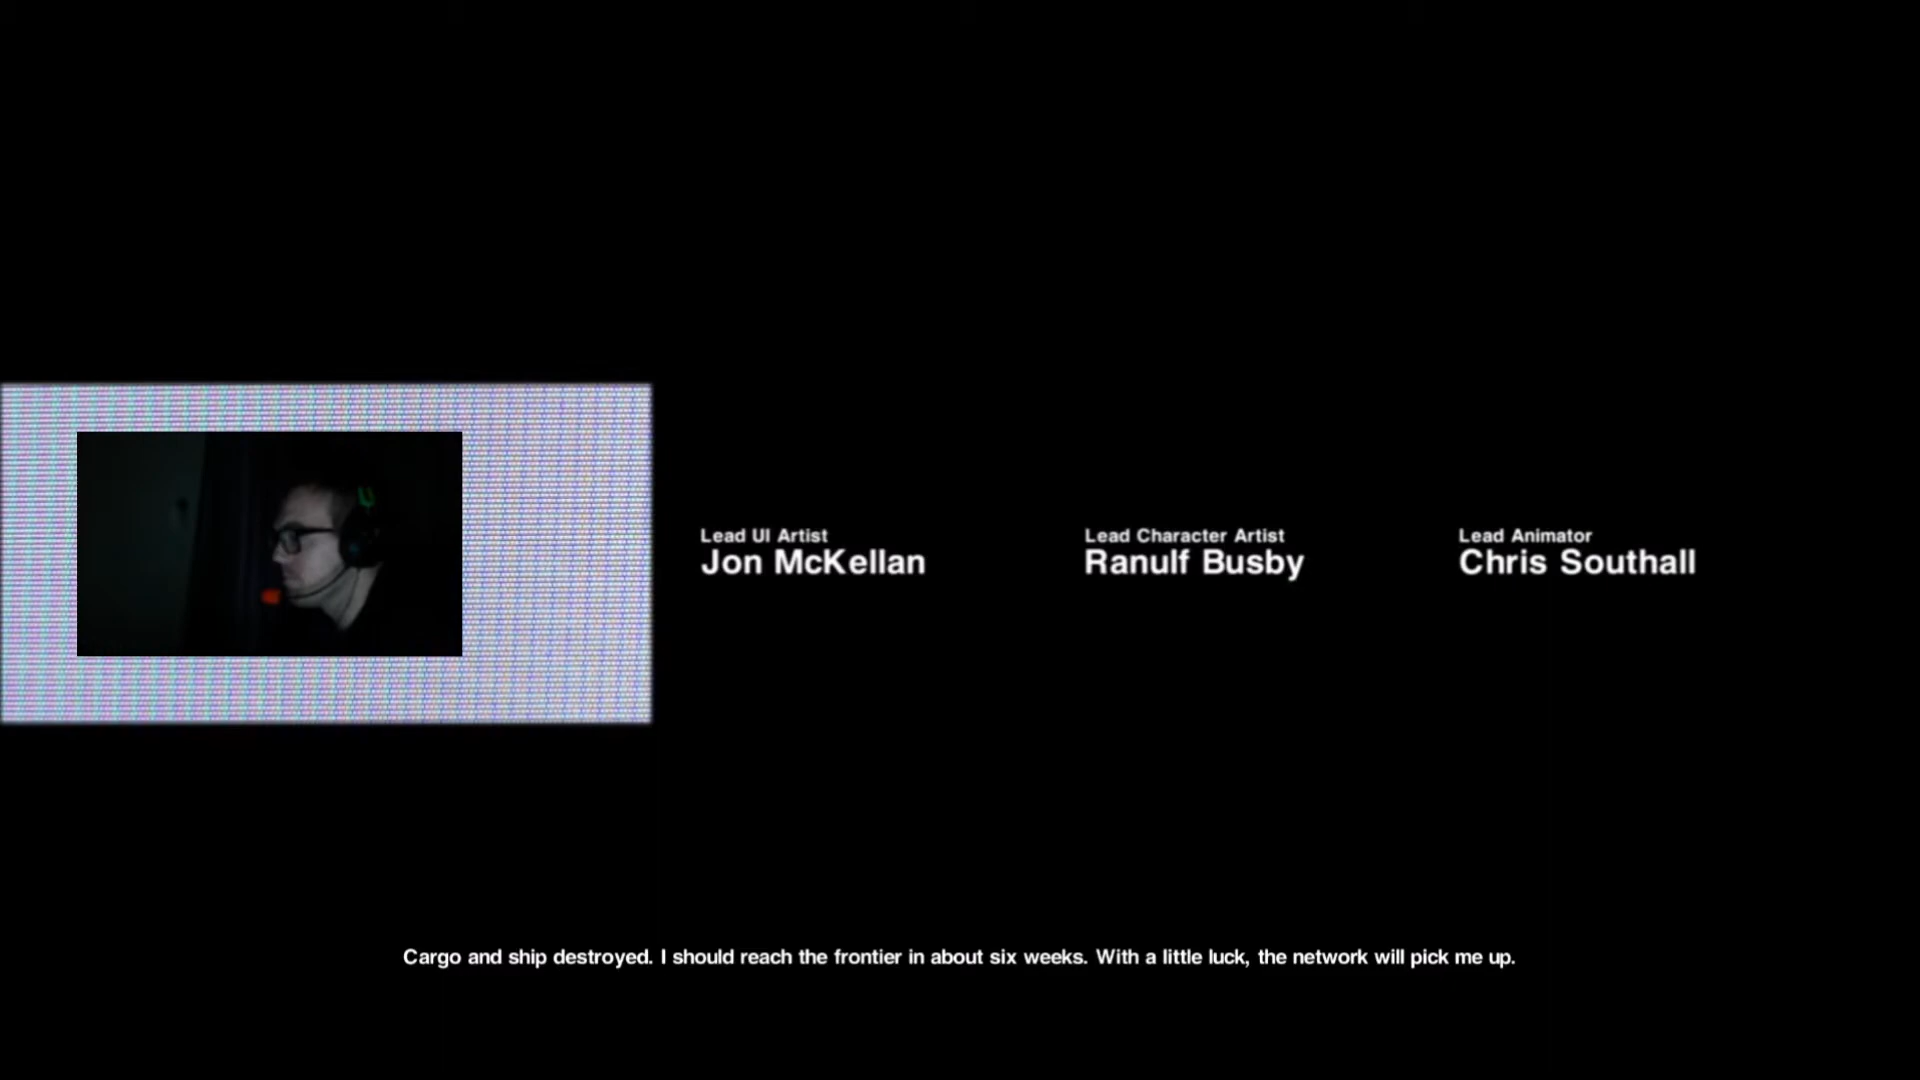 Lead UI Artist
Jon McKellan
Lead Character Artist
Ranulf Busby
Lead Animator
Chris Southall
Cargo and ship destroyed. I should reach the frontier in about six weeks. With a little luck, the network will pick me up.